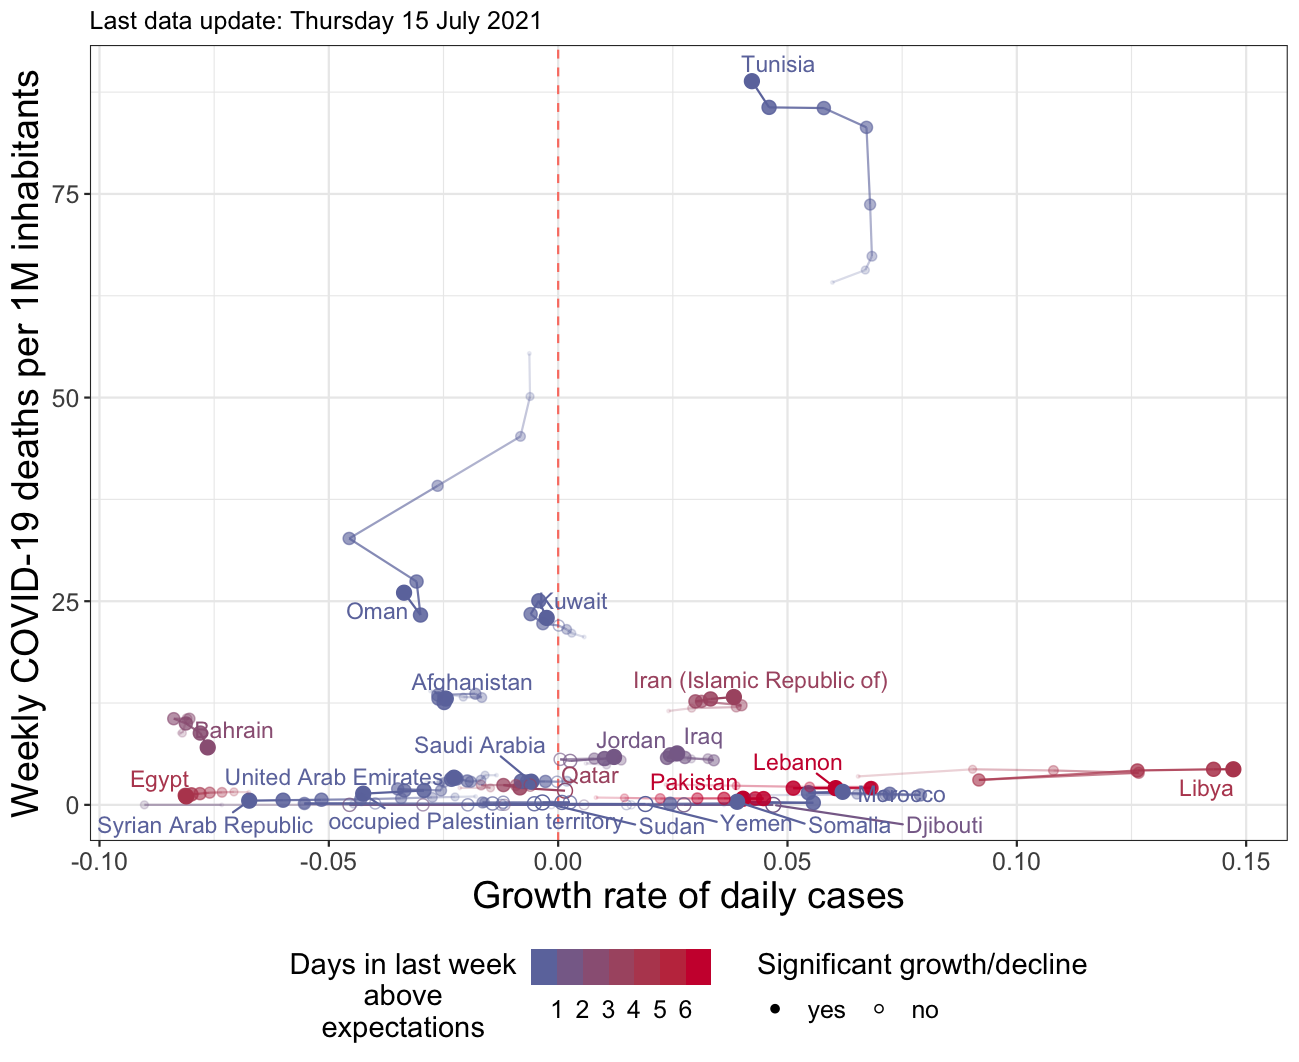 Last data update: Thursday 15 July 2021
Weekly COVID-19 deaths per 1M inhabitants
75
50
25
0
Tunisia
Oman
Kuwait
Afghanistan
Iran (Islamic Republic of)
Bahrain
Saudi Arabia
Jordan
Iraq
Egypt
United Arab Emirates
Qatar
Pakistan
Lebanon
Morocco
Libya
Syrian Arab Republic
occupied Palestinian territory
Sudan
Yemen
Somalia
Djibouti
-0.10 -0.05 0.00 0.05 0.10 0.15
Growth rate of daily cases
Days in last week
above
expectations
1 2 3 4 5 6
Significant growth/decline
yes no